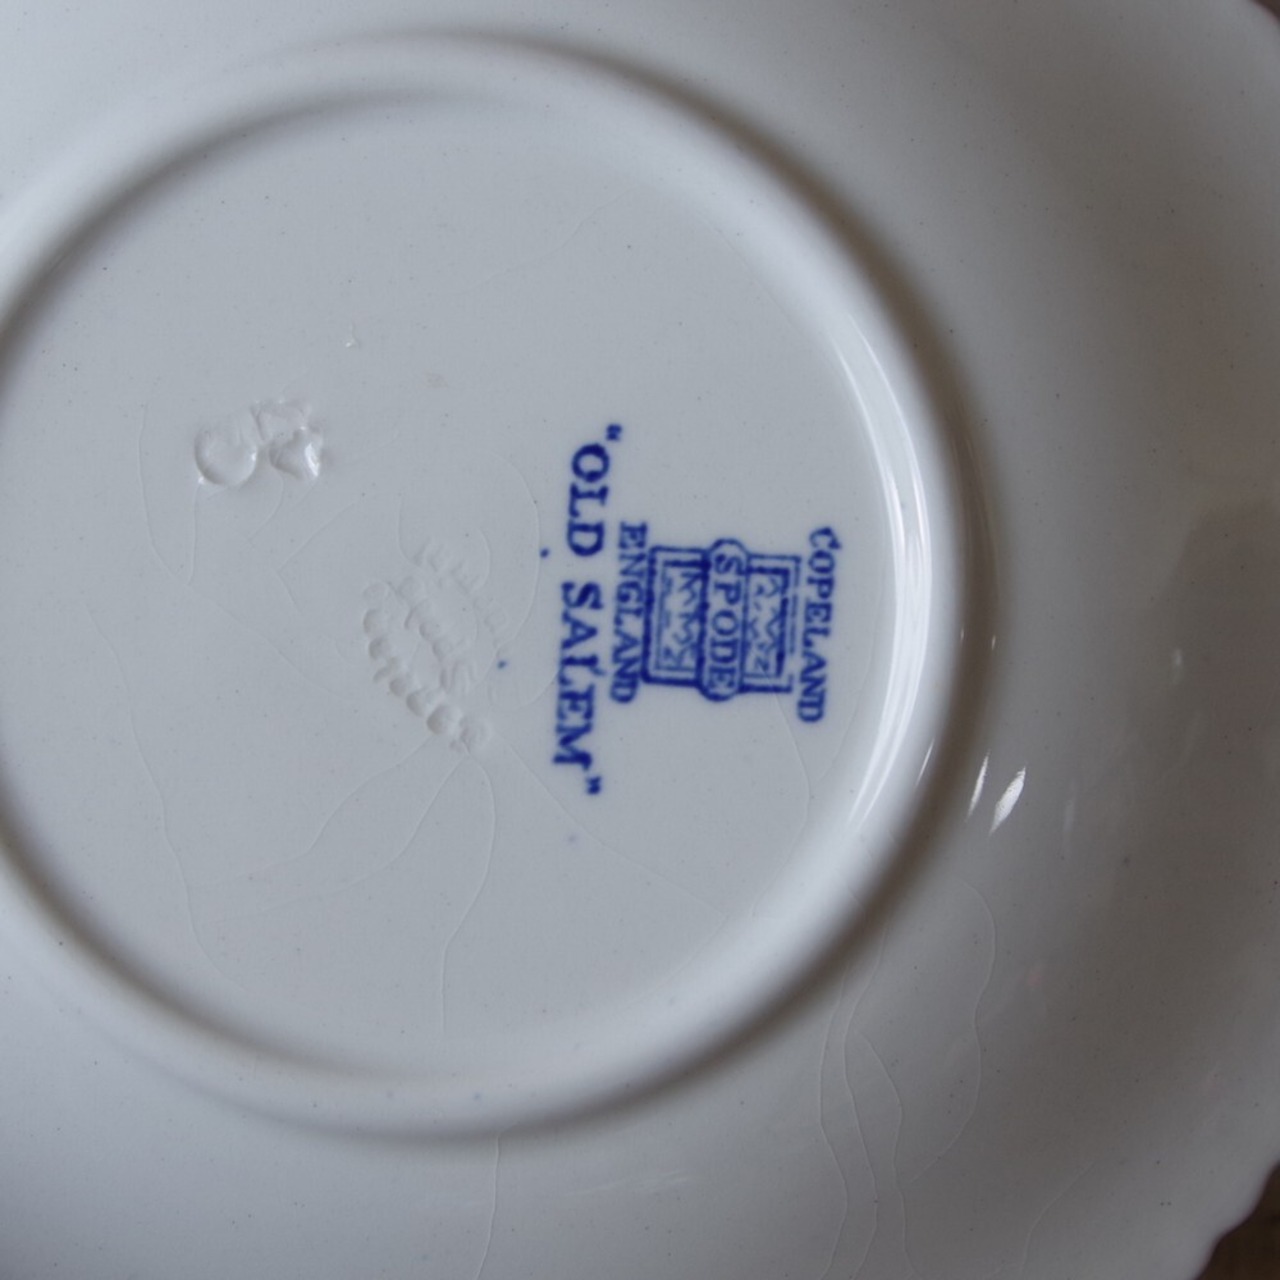 COPELAND
SPODE
ENGLAND
"OLD SALEM"